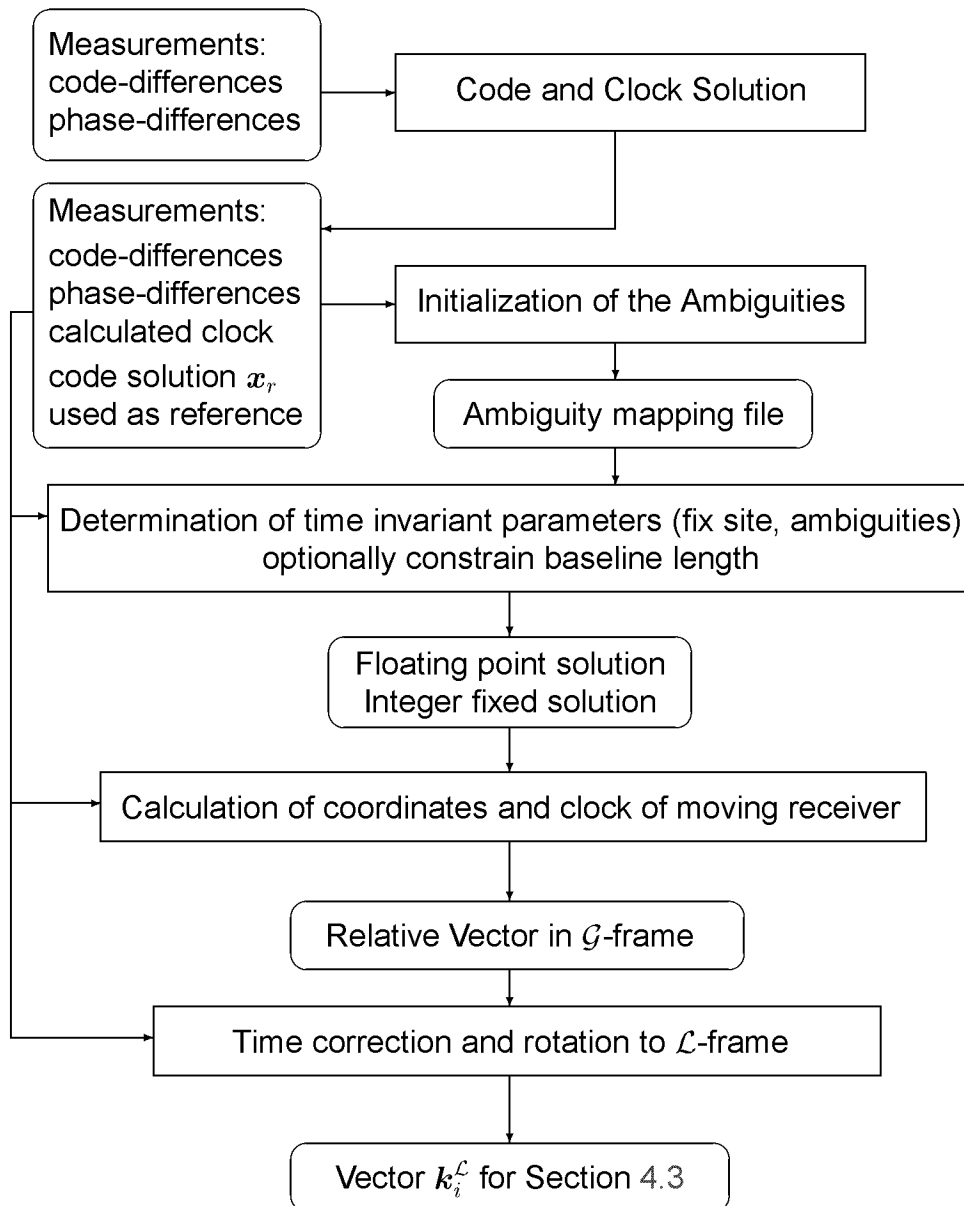 Measurements:
code-differences
phase-differences
Code and Clock Solution
Measurements:
code-differences
phase-differences
calculated clock
code solution 𝒙ᵣ
used as reference
Initialization of the Ambiguities
Ambiguity mapping file
Determination of time invariant parameters (fix site, ambiguities)
optionally constrain baseline length
Floating point solution
Integer fixed solution
Calculation of coordinates and clock of moving receiver
Relative Vector in 𝒢-frame
Time correction and rotation to ℒ-frame
Vector 𝒌ᵢ^ℒ for Section 4.3